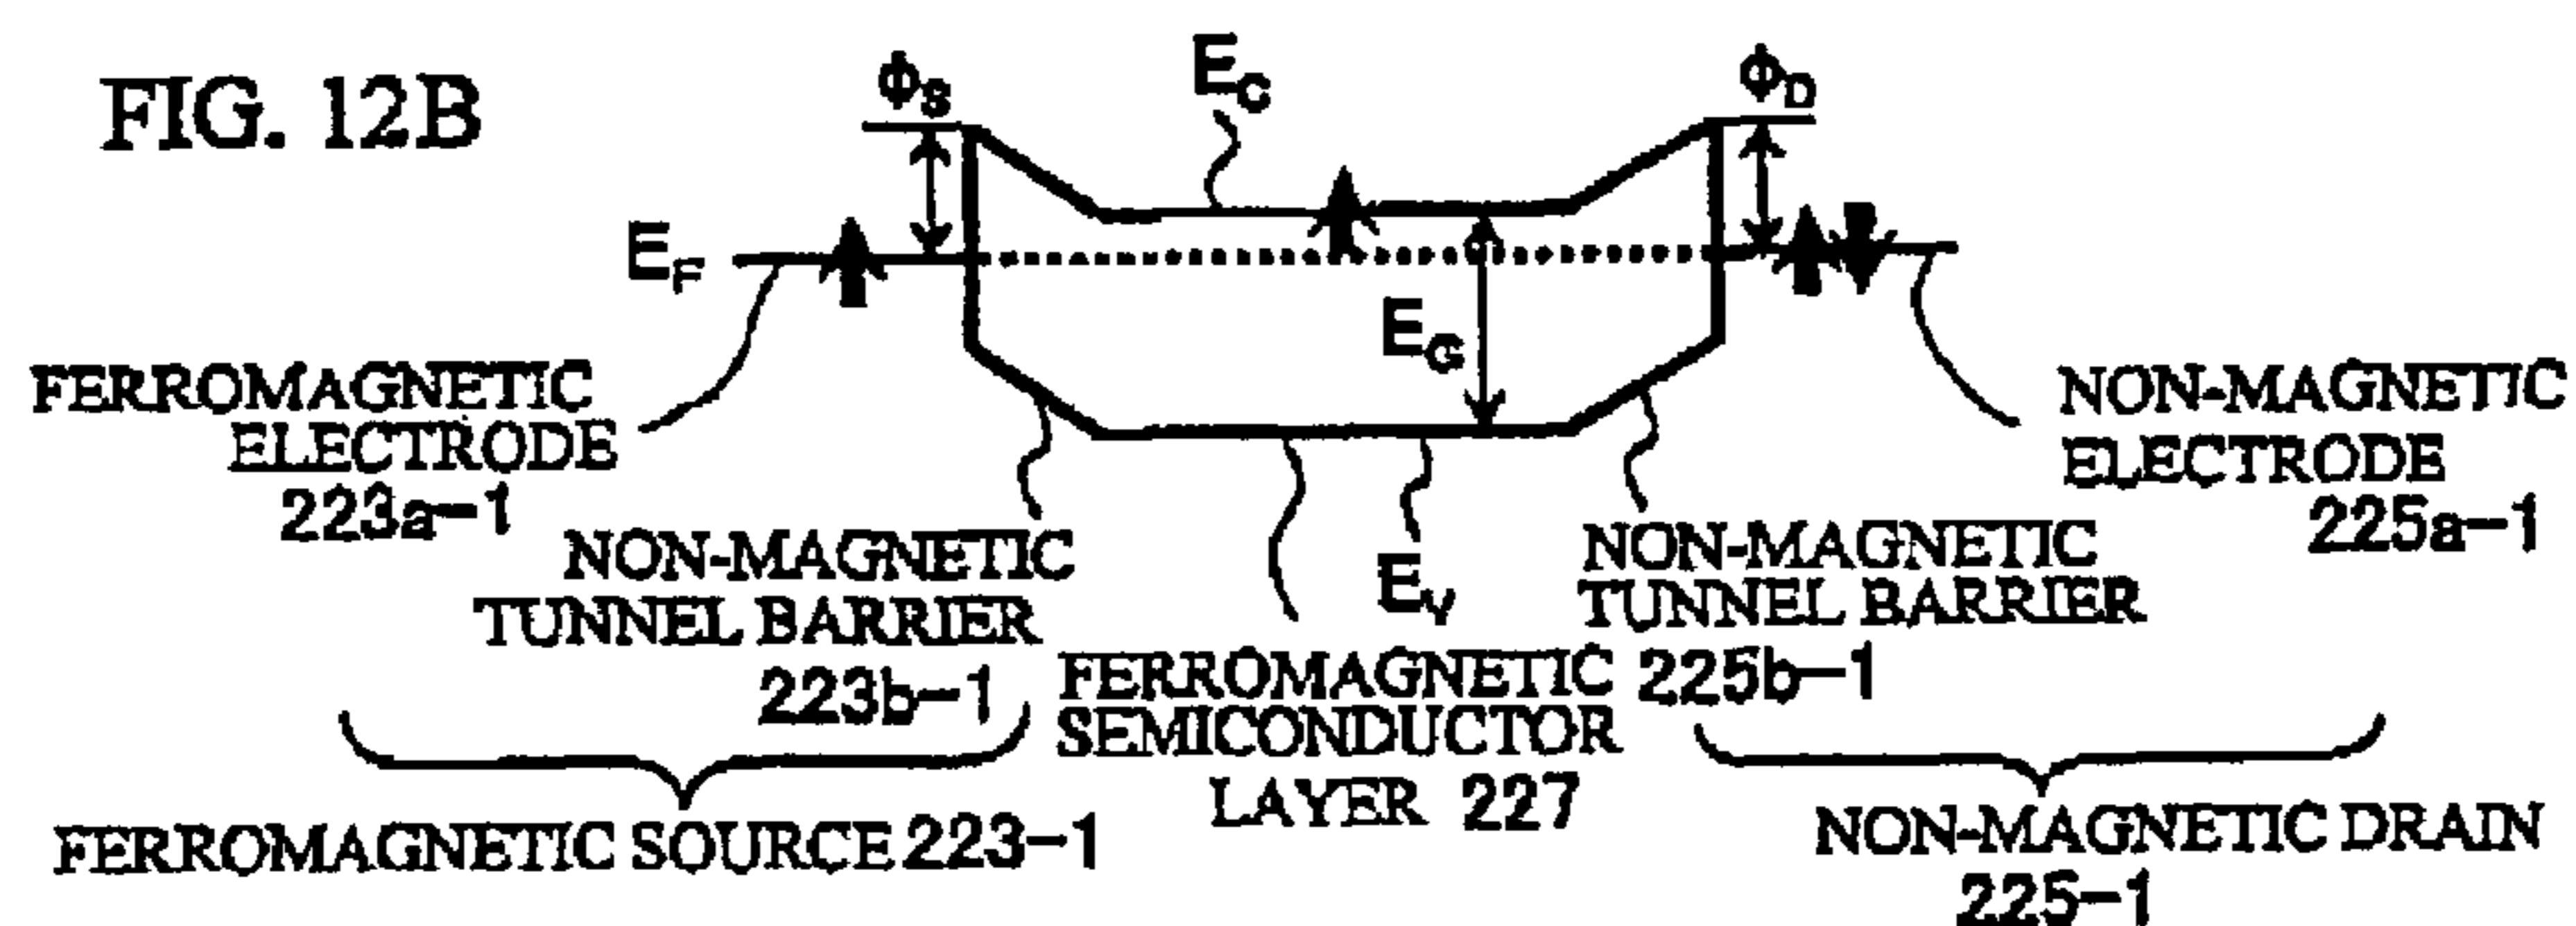 FIG. 12B
ϕS
EC
ϕD
EF
EG
FERROMAGNETIC
ELECTRODE
223a-1
NON-MAGNETIC
ELECTRODE
225a-1
NON-MAGNETIC
TUNNEL BARRIER
223b-1
EV
NON-MAGNETIC
TUNNEL BARRIER
225b-1
FERROMAGNETIC
SEMICONDUCTOR
LAYER 227
FERROMAGNETIC SOURCE 223-1
NON-MAGNETIC DRAIN
225-1